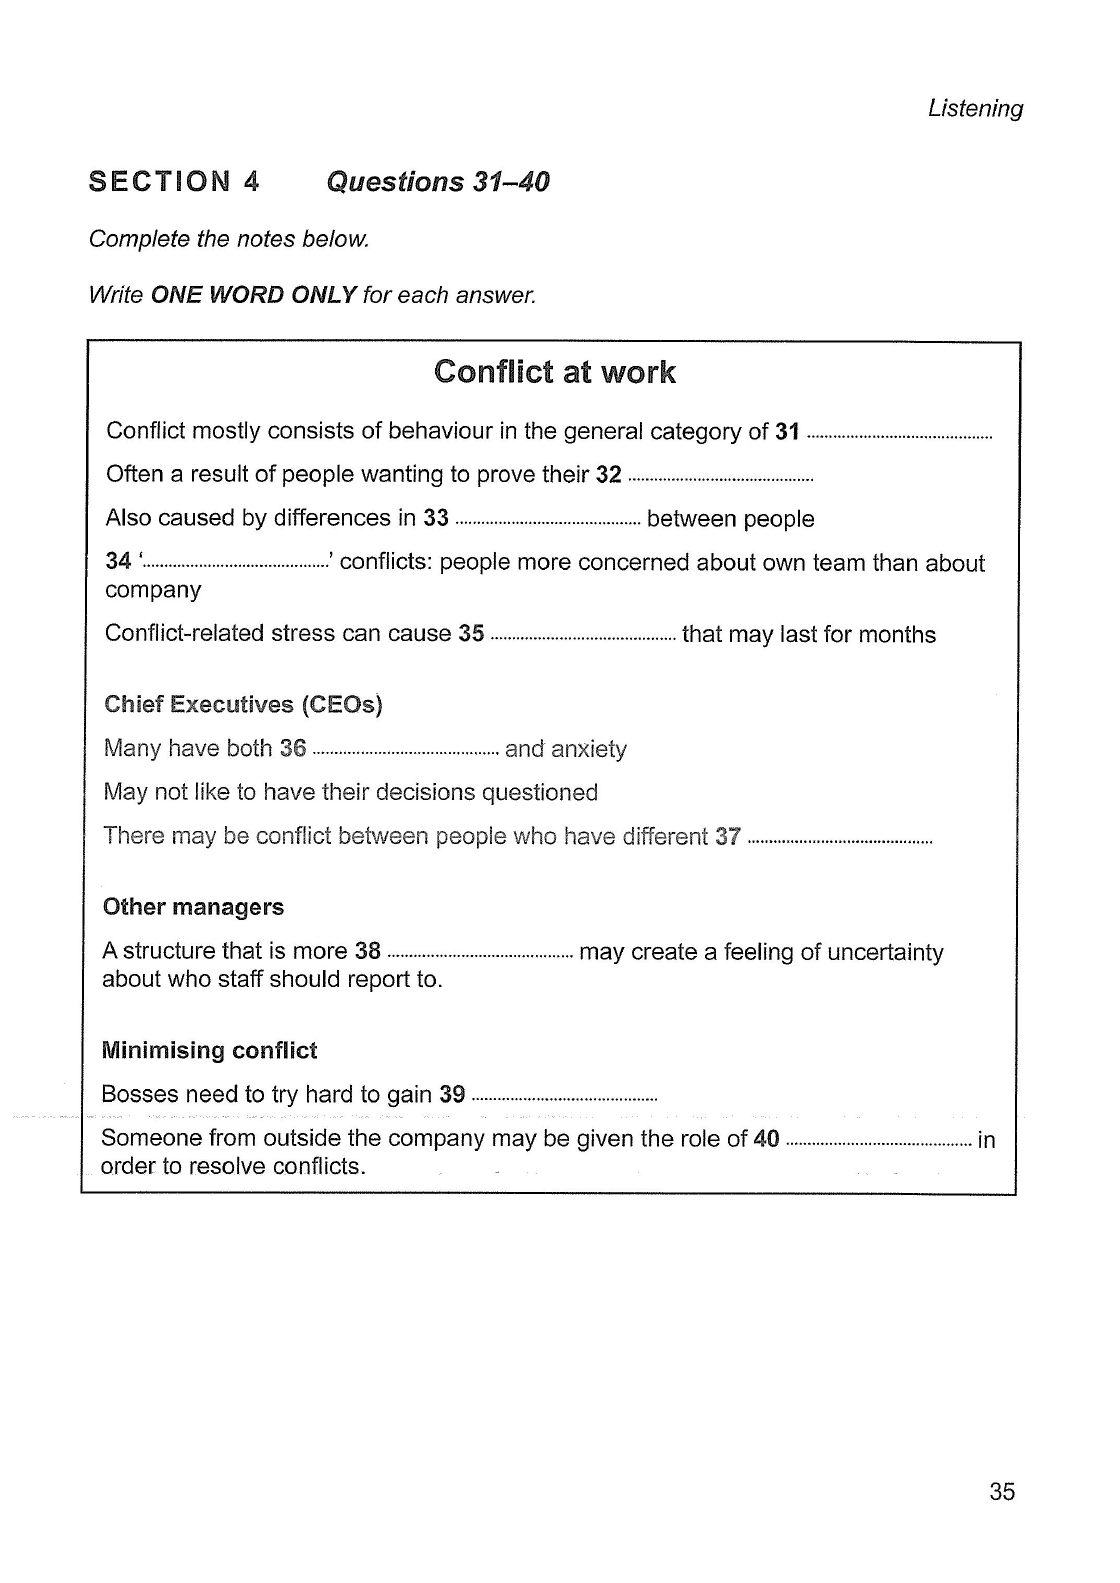 Listening
SECTION 4 Questions 31–40
Complete the notes below.
Write ONE WORD ONLY for each answer.
Conflict at work
Conflict mostly consists of behaviour in the general category of 31 ...........................................
Often a result of people wanting to prove their 32 ...........................................
Also caused by differences in 33 ........................................... between people
34 ‘...........................................’ conflicts: people more concerned about own team than about
company
Conflict-related stress can cause 35 ........................................... that may last for months
Chief Executives (CEOs)
Many have both 36 ........................................... and anxiety
May not like to have their decisions questioned
There may be conflict between people who have different 37 ...........................................
Other managers
A structure that is more 38 ........................................... may create a feeling of uncertainty
about who staff should report to.
Minimising conflict
Bosses need to try hard to gain 39 ...........................................
Someone from outside the company may be given the role of 40 ........................................... in
order to resolve conflicts.
35